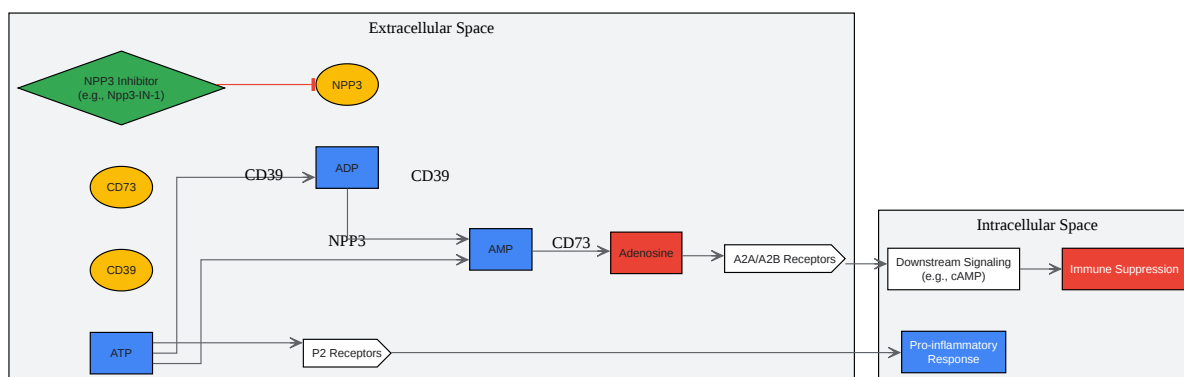 Extracellular Space
NPP3 Inhibitor
(e.g., Npp3-IN-1)
NPP3
CD73
CD39
ADP
CD39
CD39
NPP3
AMP
CD73
Adenosine
A2A/A2B Receptors
ATP
P2 Receptors
Intracellular Space
Downstream Signaling
(e.g., cAMP)
Immune Suppression
Pro-inflammatory
Response